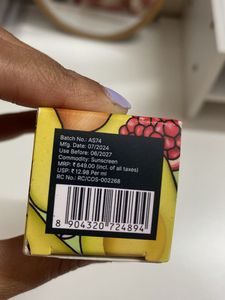 Batch No.: AS74
Mfg. Date: 07/2024
Use Before: 06/2027
Commodity: Sunscreen
MRP: ₹ 649.00 (incl. of all taxes)
USP: ₹ 12.98 Per ml
RC No.: RC/COS-002268
8 904320 724894